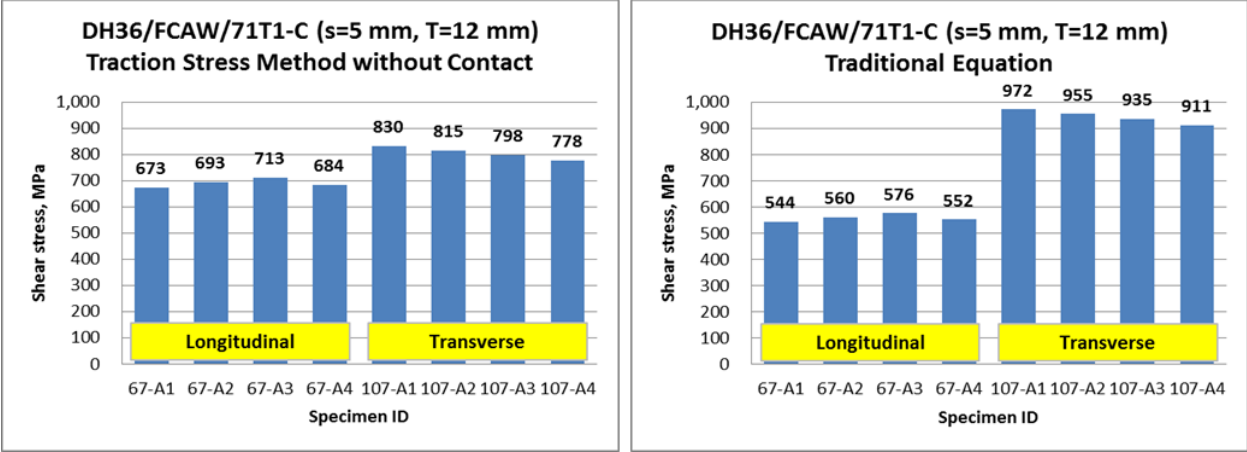 DH36/FCAW/71T1-C (s=5 mm, T=12 mm)
Traction Stress Method without Contact
Shear stress, MPa
1,000
900
800
700
600
500
400
300
200
100
0
673
693
713
684
830
815
798
778
Longitudinal
Transverse
67-A1 67-A2 67-A3 67-A4 107-A1 107-A2 107-A3 107-A4
Specimen ID
DH36/FCAW/71T1-C (s=5 mm, T=12 mm)
Traditional Equation
Shear stress, MPa
1,000
900
800
700
600
500
400
300
200
100
0
544
560
576
552
972
955
935
911
Longitudinal
Transverse
67-A1 67-A2 67-A3 67-A4 107-A1 107-A2 107-A3 107-A4
Specimen ID